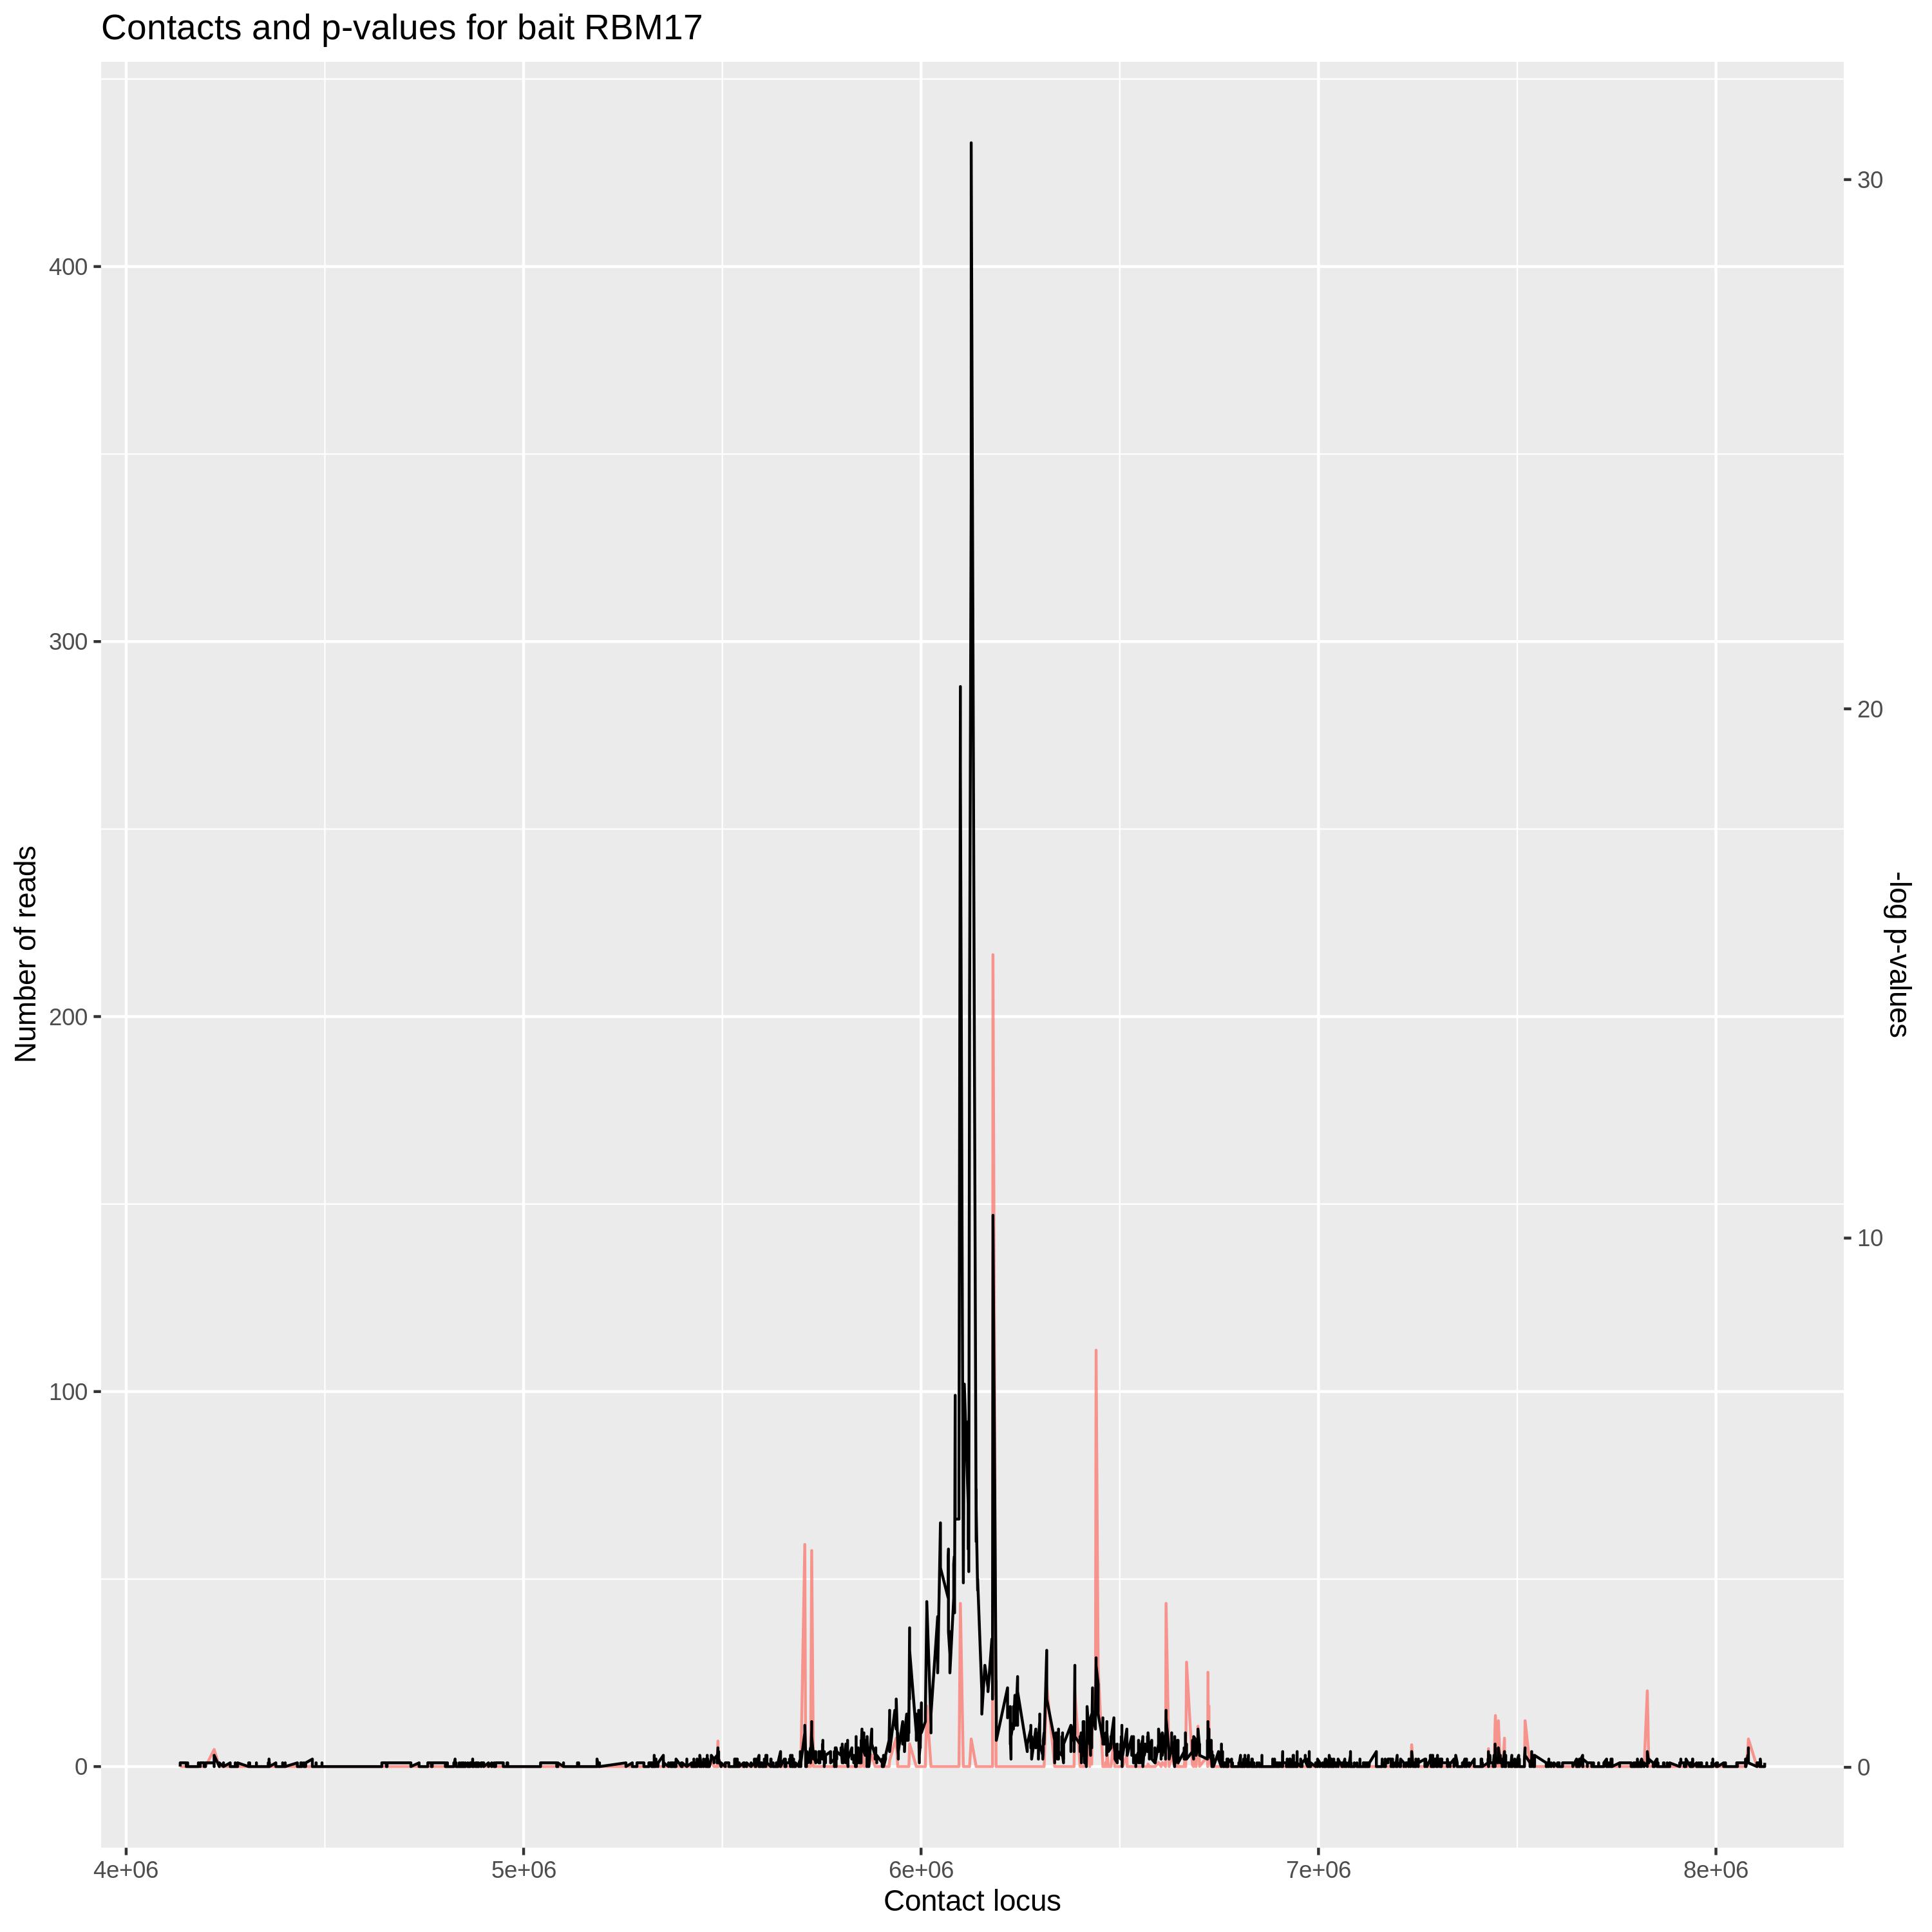 Contacts and p-values for bait RBM17
400
300
200
100
0
Number of reads
30
20
10
0
-log p-values
4e+06
5e+06
6e+06
7e+06
8e+06
Contact locus